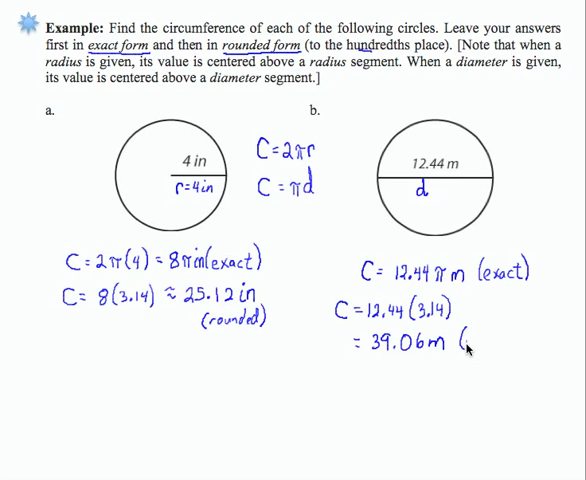 Example: Find the circumference of each of the following circles. Leave your answers
first in exact form and then in rounded form (to the hundredths place). [Note that when a
radius is given, its value is centered above a radius segment. When a diameter is given,
its value is centered above a diameter segment.]
a.
4 in
r=4in
C=2πr
C=πd
C=2π(4)=8πin(exact)
C=8(3.14)≈25.12in
(rounded)
b.
12.44 m
d
C=12.44πm (exact)
C=12.44(3.14)
=39.06m (